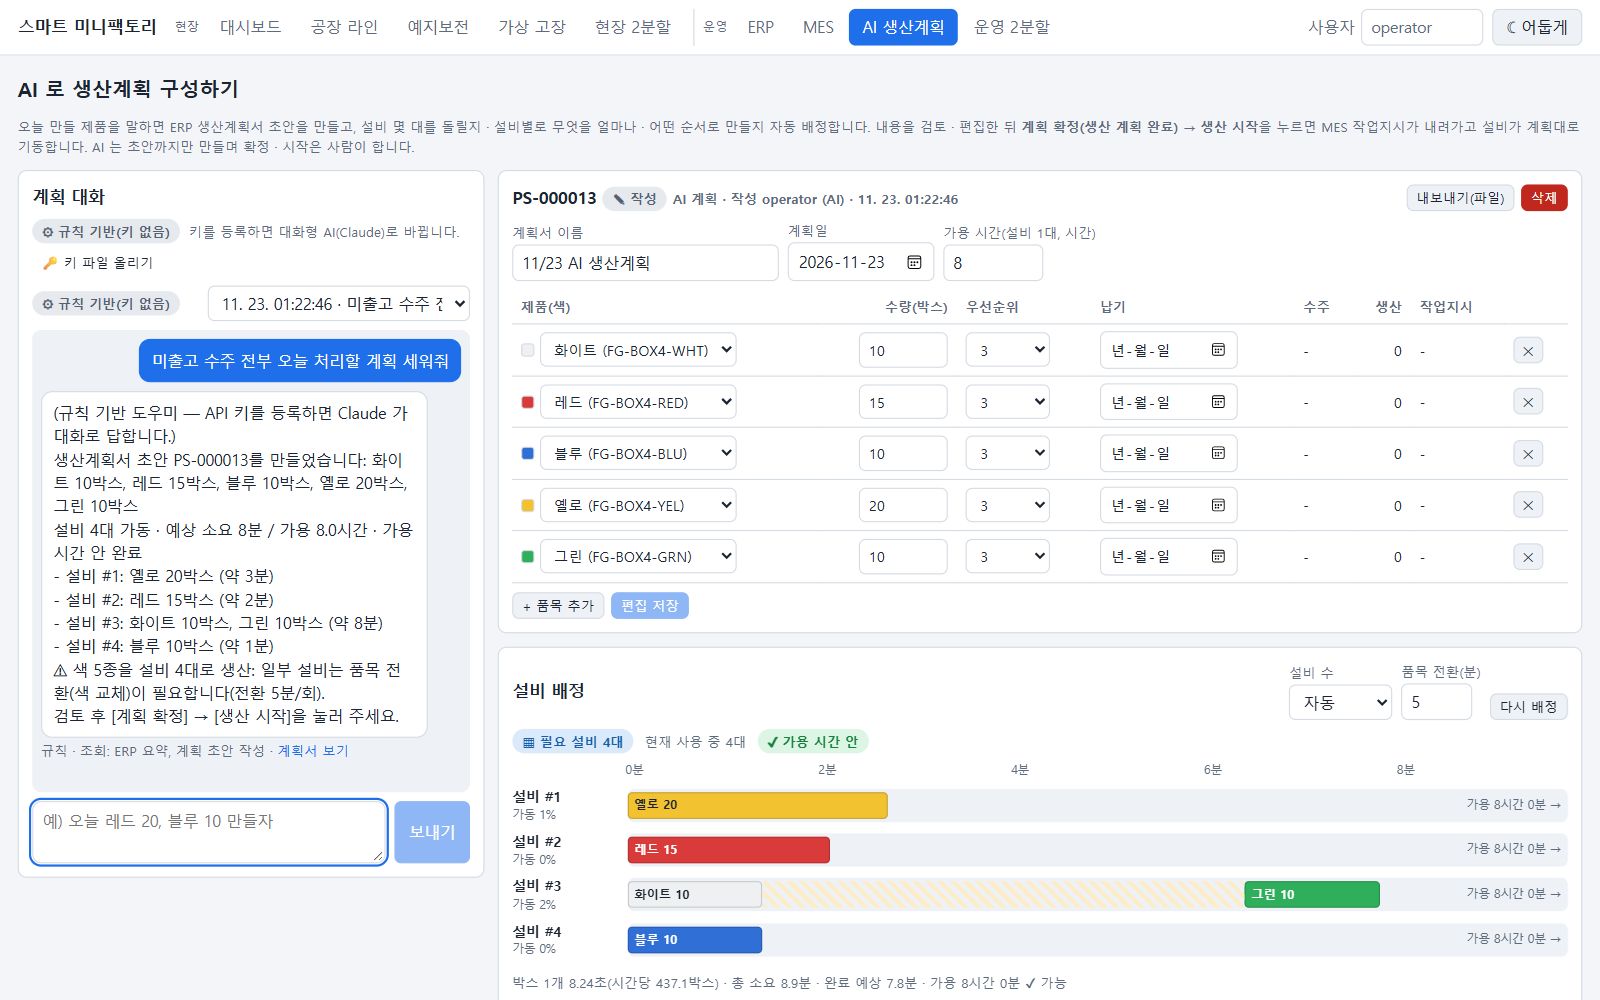 스마트 미니팩토리 현장 대시보드 공장 라인 예지보전 가상 고장 현장 2분할 운영 ERP MES AI 생산계획 운영 2분할 사용자 operator ☾ 어둡게
AI 로 생산계획 구성하기
오늘 만들 제품을 말하면 ERP 생산계획서 초안을 만들고, 설비 몇 대를 돌릴지 · 설비별로 무엇을 얼마나 · 어떤 순서로 만들지 자동 배정합니다. 내용을 검토 · 편집한 뒤 계획 확정(생산 계획 완료) → 생산 시작을 누르면 MES 작업지시가 내려가고 설비가 계획대로
기동합니다. AI 는 초안까지만 만들며 확정 · 시작은 사람이 합니다.
계획 대화
⚙ 규칙 기반(키 없음) 키를 등록하면 대화형 AI(Claude)로 바뀝니다.
🔑 키 파일 올리기
⚙ 규칙 기반(키 없음) 11. 23. 01:22:46 · 미출고 수주 전
미출고 수주 전부 오늘 처리할 계획 세워줘
(규칙 기반 도우미 — API 키를 등록하면 Claude 가
대화로 답합니다.)
생산계획서 초안 PS-000013를 만들었습니다: 화이
트 10박스, 레드 15박스, 블루 10박스, 옐로 20박스,
그린 10박스
설비 4대 가동 · 예상 소요 8분 / 가용 8.0시간 · 가용
시간 안 완료
- 설비 #1: 옐로 20박스 (약 3분)
- 설비 #2: 레드 15박스 (약 2분)
- 설비 #3: 화이트 10박스, 그린 10박스 (약 8분)
- 설비 #4: 블루 10박스 (약 1분)
⚠ 색 5종을 설비 4대로 생산: 일부 설비는 품목 전
환(색 교체)이 필요합니다(전환 5분/회).
검토 후 [계획 확정] → [생산 시작]을 눌러 주세요.
규칙 · 조회: ERP 요약, 계획 초안 작성 · 계획서 보기
예) 오늘 레드 20, 블루 10 만들자
보내기
PS-000013 ✎ 작성 AI 계획 · 작성 operator (AI) · 11. 23. 01:22:46 내보내기(파일) 삭제
계획서 이름 계획일 가용 시간(설비 1대, 시간)
11/23 AI 생산계획 2026-11-23 8
제품(색) 수량(박스) 우선순위 납기 수주 생산 작업지시
화이트 (FG-BOX4-WHT) 10 3 년-월-일 - 0 - ×
레드 (FG-BOX4-RED) 15 3 년-월-일 - 0 - ×
블루 (FG-BOX4-BLU) 10 3 년-월-일 - 0 - ×
옐로 (FG-BOX4-YEL) 20 3 년-월-일 - 0 - ×
그린 (FG-BOX4-GRN) 10 3 년-월-일 - 0 - ×
+ 품목 추가 편집 저장
설비 배정
설비 수 품목 전환(분)
자동 5 다시 배정
▦ 필요 설비 4대 현재 사용 중 4대 ✓ 가용 시간 안
0분 2분 4분 6분 8분
설비 #1 옐로 20 가용 8시간 0분 →
가동 1%
설비 #2 레드 15 가용 8시간 0분 →
가동 0%
설비 #3 화이트 10 그린 10 가용 8시간 0분 →
가동 2%
설비 #4 블루 10 가용 8시간 0분 →
가동 0%
박스 1개 8.24초(시간당 437.1박스) · 총 소요 8.9분 · 완료 예상 7.8분 · 가용 8시간 0분 ✓ 가능